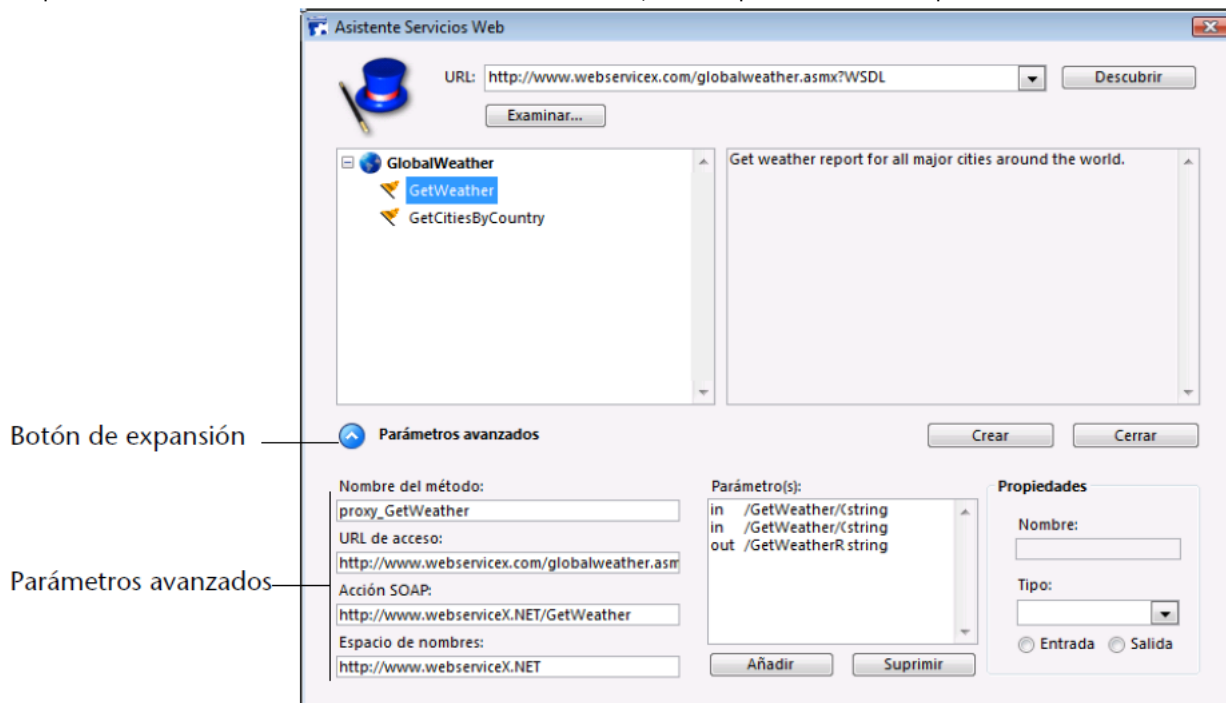 Asistente Servicios Web
URL: http://www.webservicex.com/globalweather.asmx?WSDL Descubrir
Examinar...
GlobalWeather
GetWeather
GetCitiesByCountry
Get weather report for all major cities around the world.
Botón de expansión
Parámetros avanzados Crear Cerrar
Parámetros avanzados
Nombre del método:
proxy_GetWeather
URL de acceso:
http://www.webservicex.com/globalweather.asm
Acción SOAP:
http://www.webserviceX.NET/GetWeather
Espacio de nombres:
http://www.webserviceX.NET
Parámetro(s):
in /GetWeather/(string
in /GetWeather/(string
out /GetWeatherR string
Añadir Suprimir
Propiedades
Nombre:
Tipo:
Entrada Salida